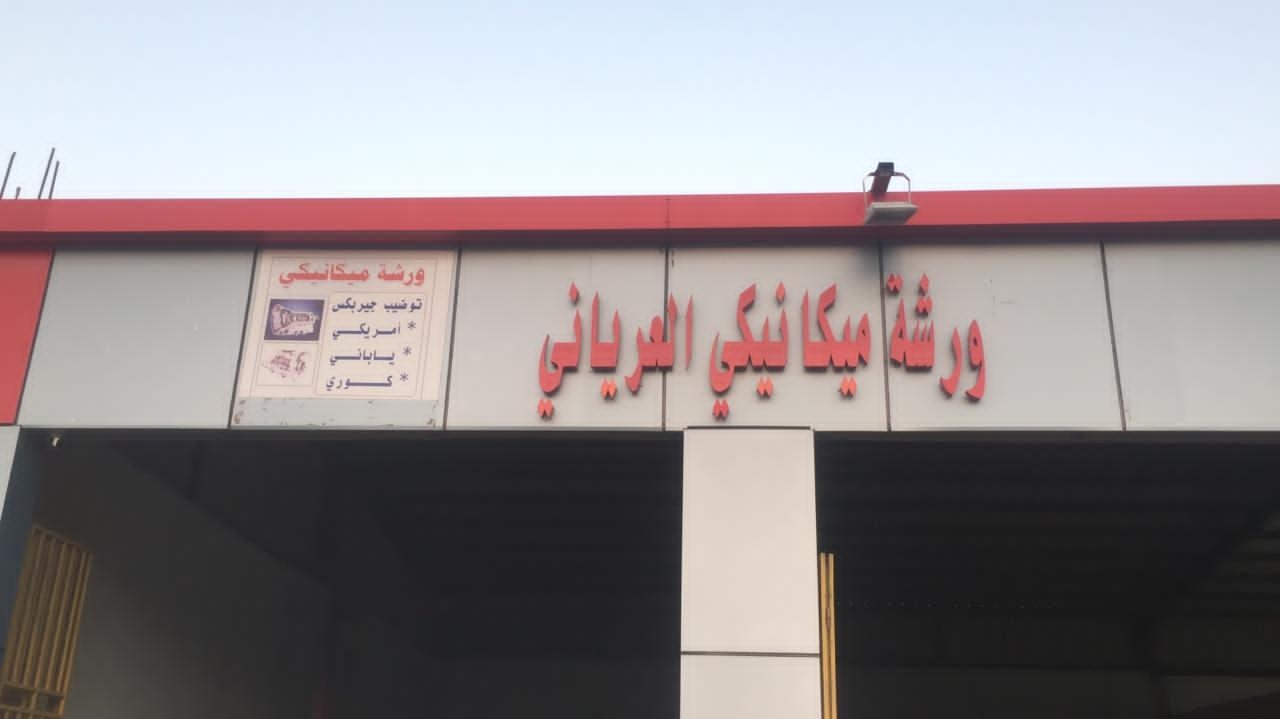 ورشة ميكانيكي العرياني
ورشة ميكانيكي
توضيب جيربكس
* أمريكي
* ياباني
* كوري